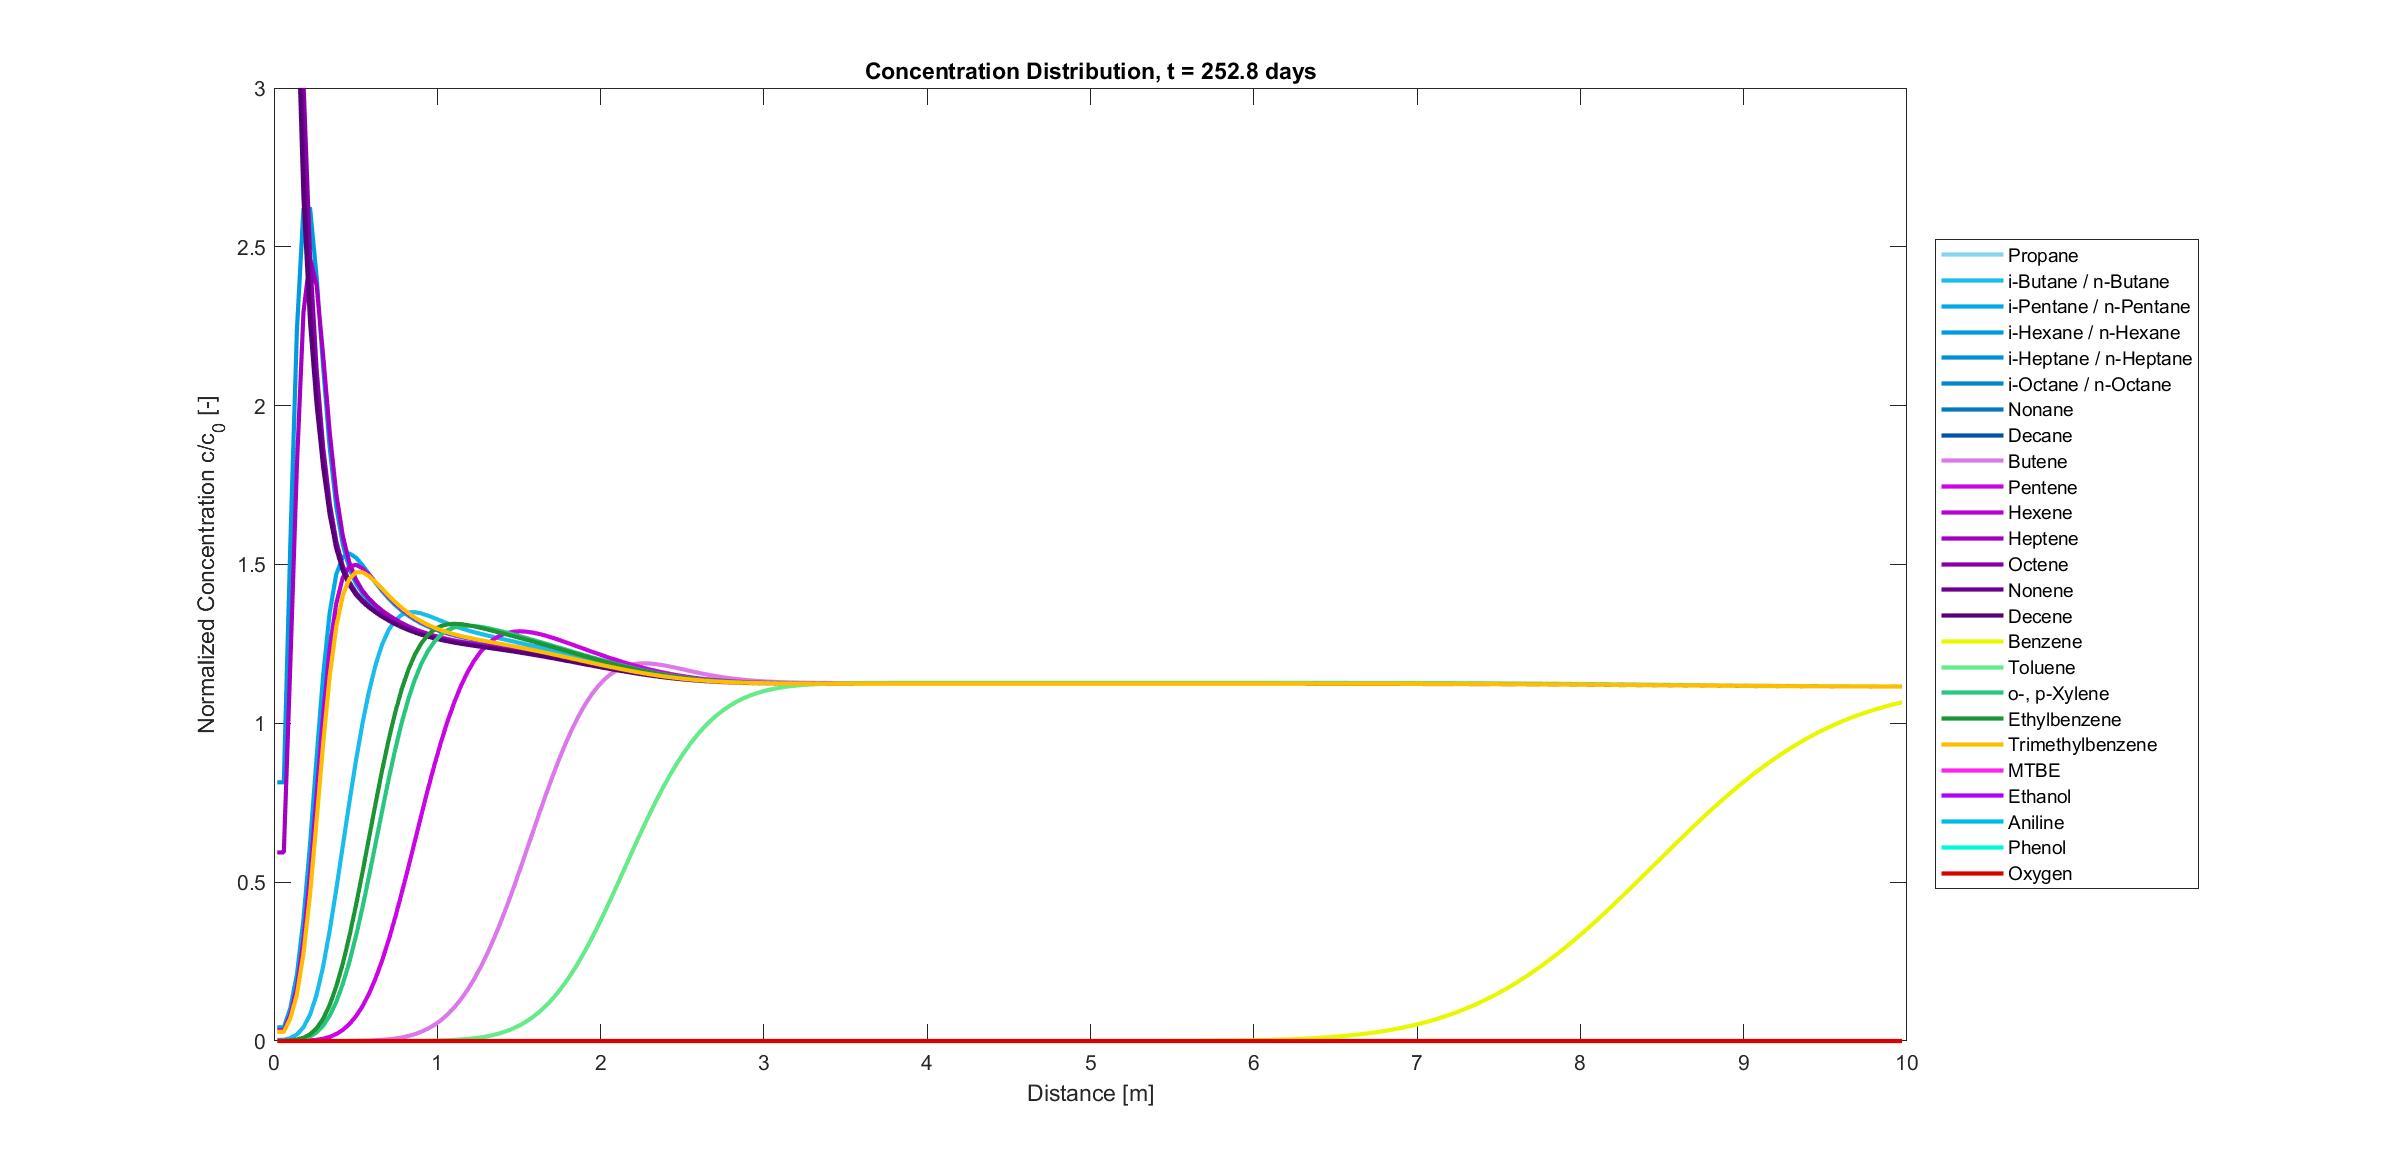 Concentration Distribution, t = 252.8 days
3
2.5
2
1.5
1
0.5
0
Normalized Concentration c/c0 [-]
0 1 2 3 4 5 6 7 8 9 10
Distance [m]
Propane
i-Butane / n-Butane
i-Pentane / n-Pentane
i-Hexane / n-Hexane
i-Heptane / n-Heptane
i-Octane / n-Octane
Nonane
Decane
Butene
Pentene
Hexene
Heptene
Octene
Nonene
Decene
Benzene
Toluene
o-, p-Xylene
Ethylbenzene
Trimethylbenzene
MTBE
Ethanol
Aniline
Phenol
Oxygen